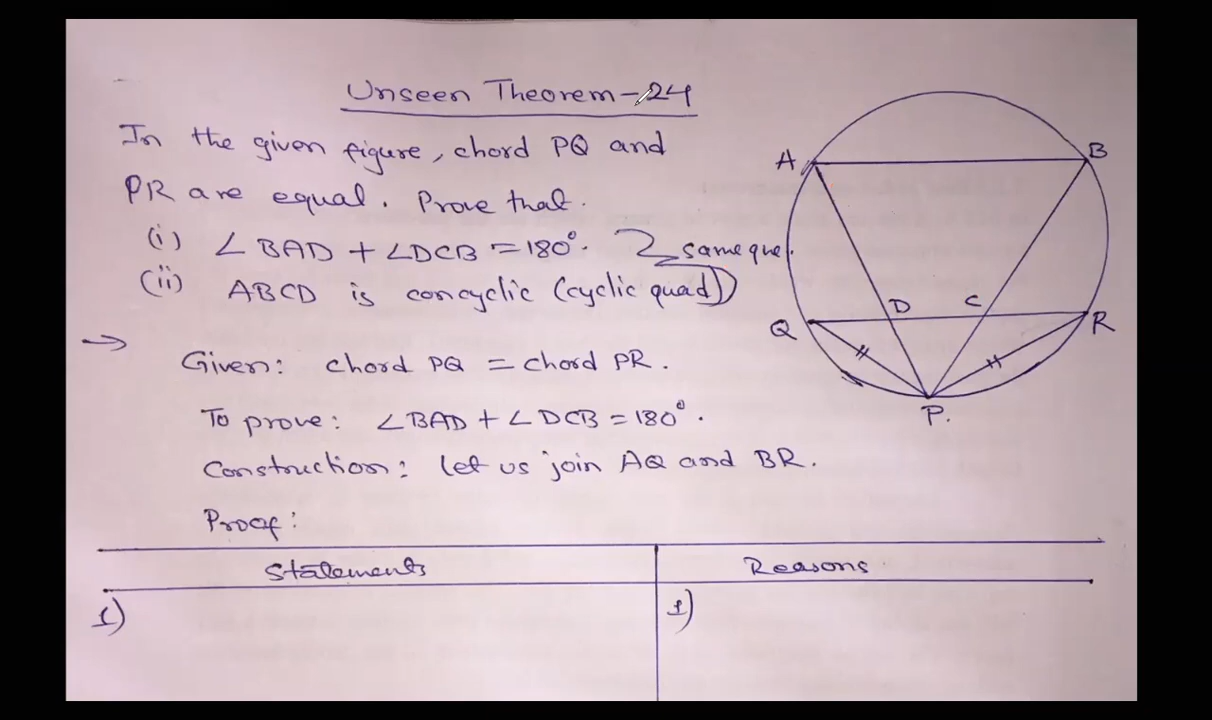 Unseen Theorem-24
In the given figure, chord PQ and
PR are equal. Prove that.
(i) ∠BAD + ∠DCB = 180°. same que.
(ii) ABCD is concyclic (cyclic quad)
→
Given: chord PQ = chord PR.
To prove: ∠BAD + ∠DCB = 180°.
Construction: Let us join AQ and BR.
Proof:
Statements Reasons
1) 1)
A
B
D
C
Q
R
P.